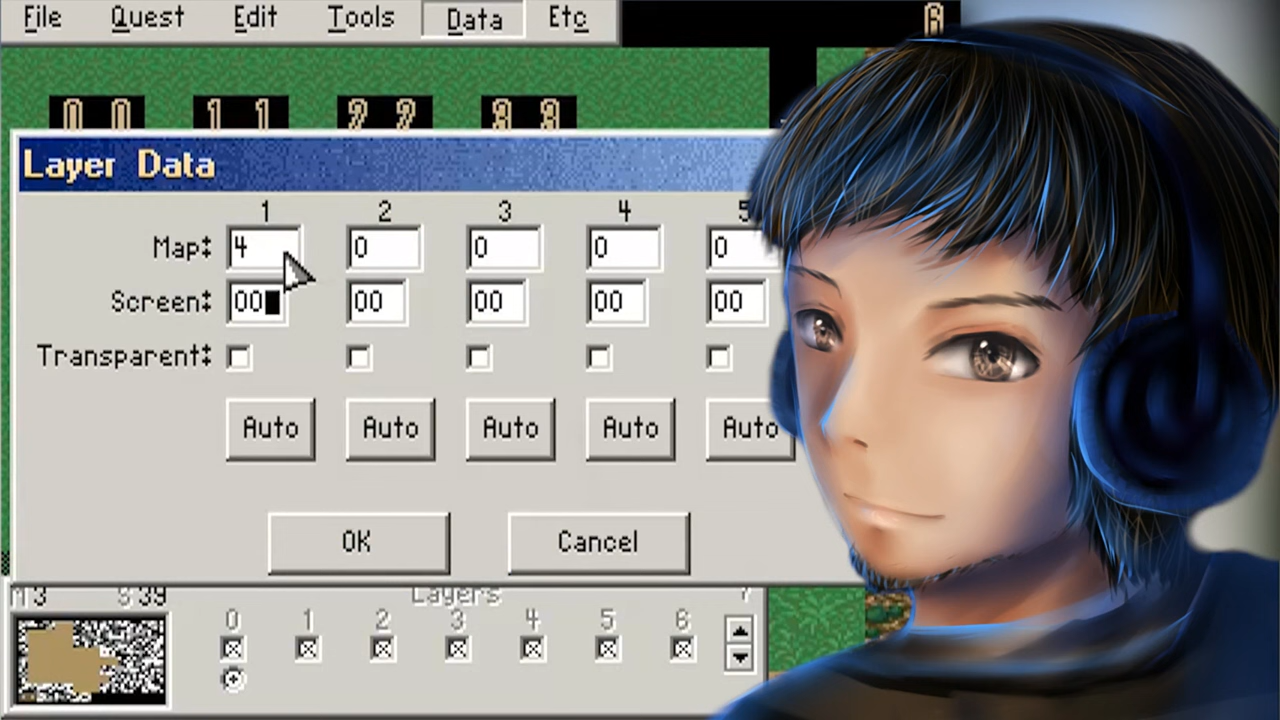 File Quest Edit Tools Data Etc
0 0 1 1 2 2 3 3
Layer Data
1 2 3 4 5
Map: 4 0 0 0 0
Screen: 00 00 00 00 00
Transparent:
Auto Auto Auto Auto Auto
OK Cancel
M3 S39 Layers
0 1 2 3 4 5 6